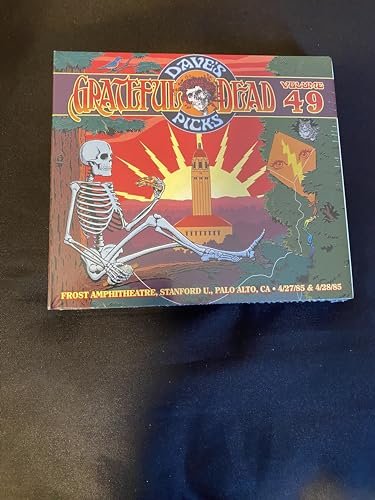 DAVE'S
GRATEFUL DEAD
PICKS
VOLUME
49
FROST AMPHITHEATRE, STANFORD U., PALO ALTO, CA • 4/27/85 & 4/28/85